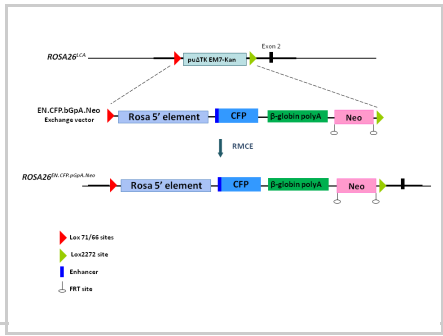 Exon 2
ROSA26LCA
puΔTK EM7-Kan
EN.CFP.bGpA.Neo
Exchange vector
Rosa 5' element
CFP
β-globin polyA
Neo
RMCE
ROSA26EN.CFP.pGpA.Neo
Rosa 5' element
CFP
β-globin polyA
Neo
Lox 71/66 sites
Lox2272 site
Enhancer
FRT site